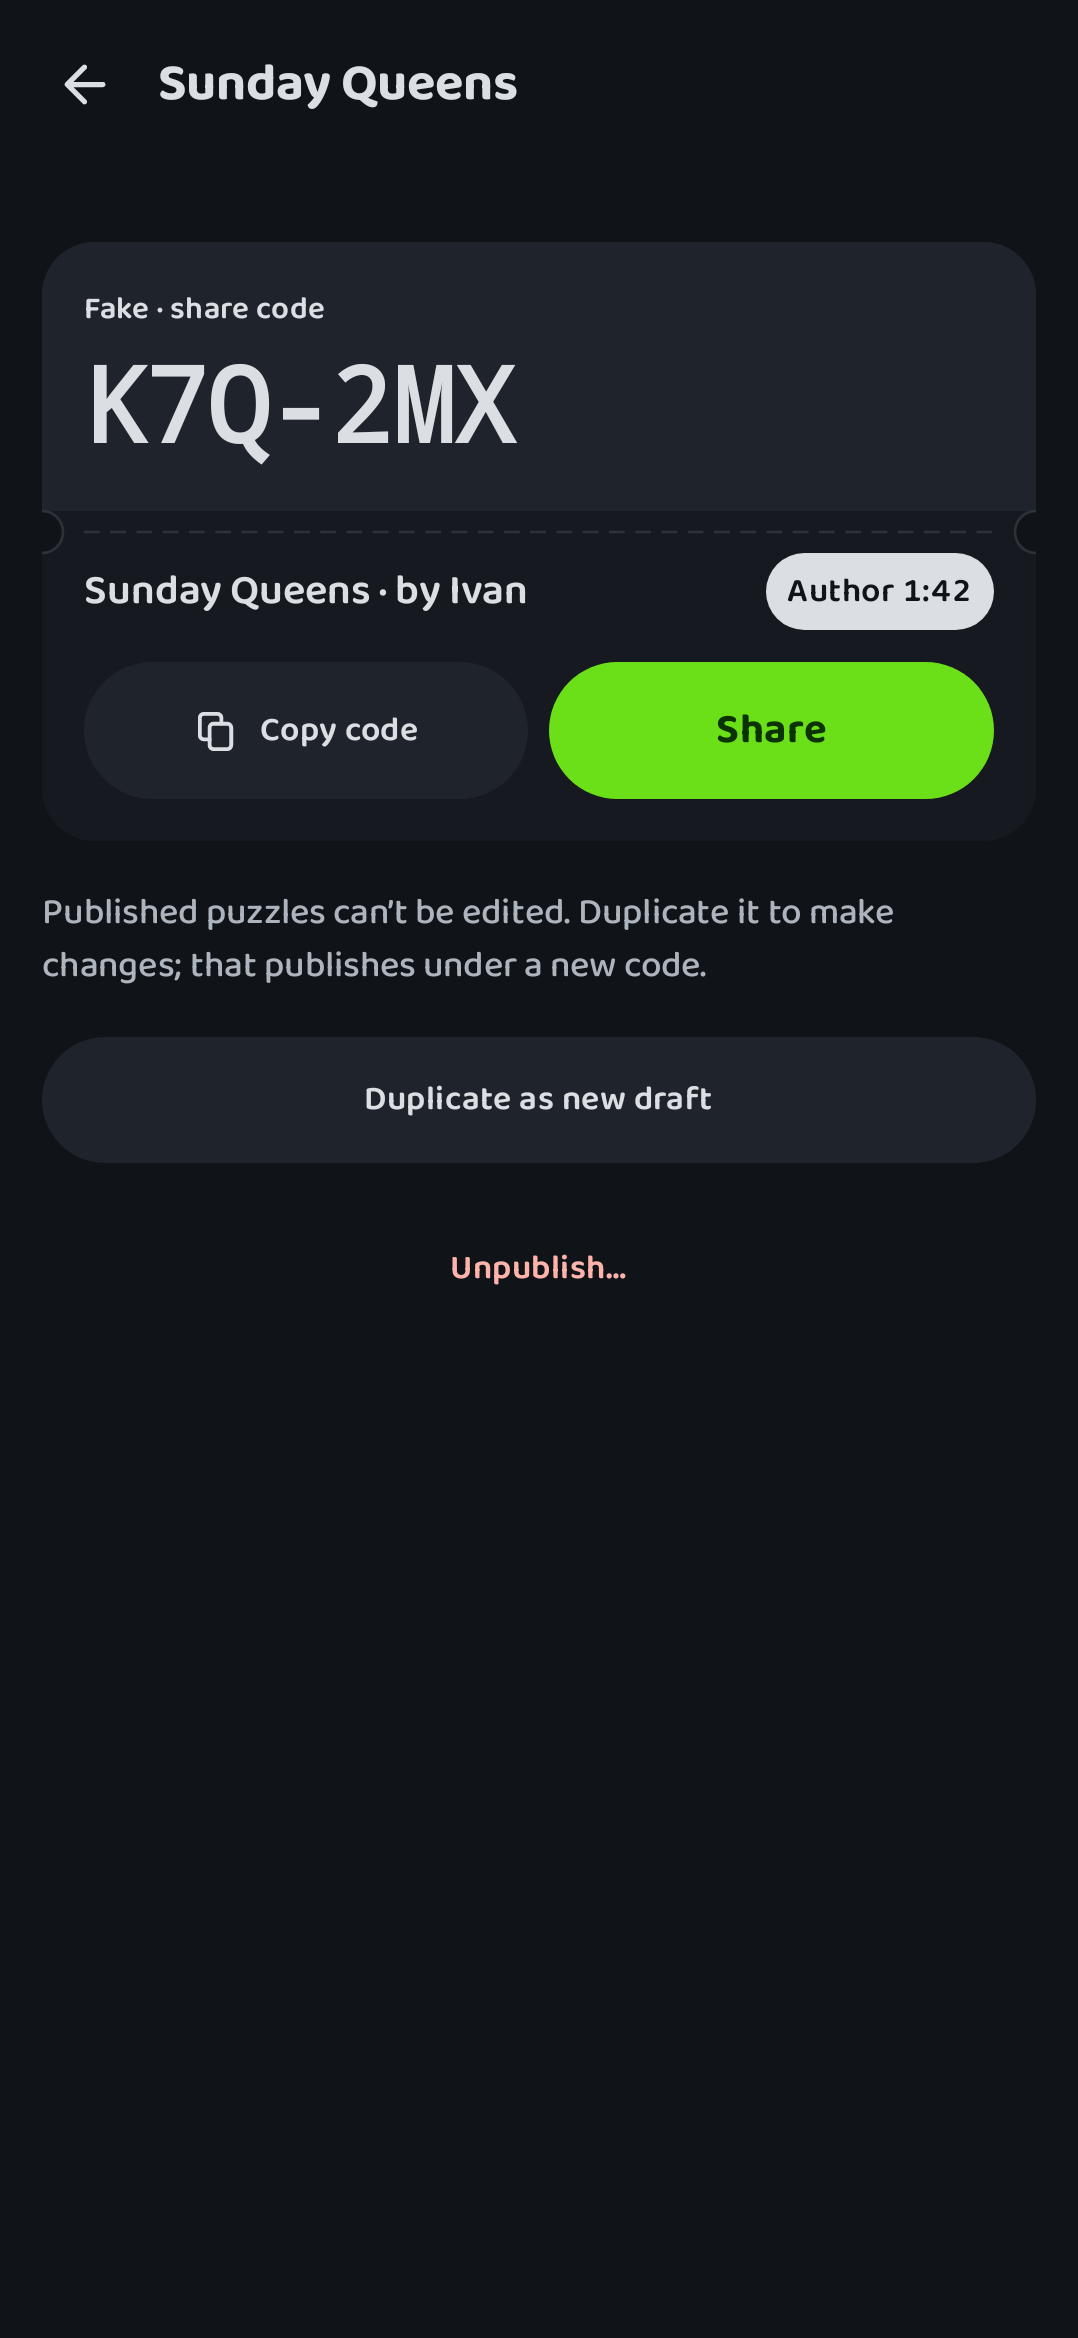 Sunday Queens
Fake · share code
K7Q-2MX
Sunday Queens · by Ivan
Author 1:42
Copy code
Share
Published puzzles can’t be edited. Duplicate it to make
changes; that publishes under a new code.
Duplicate as new draft
Unpublish…